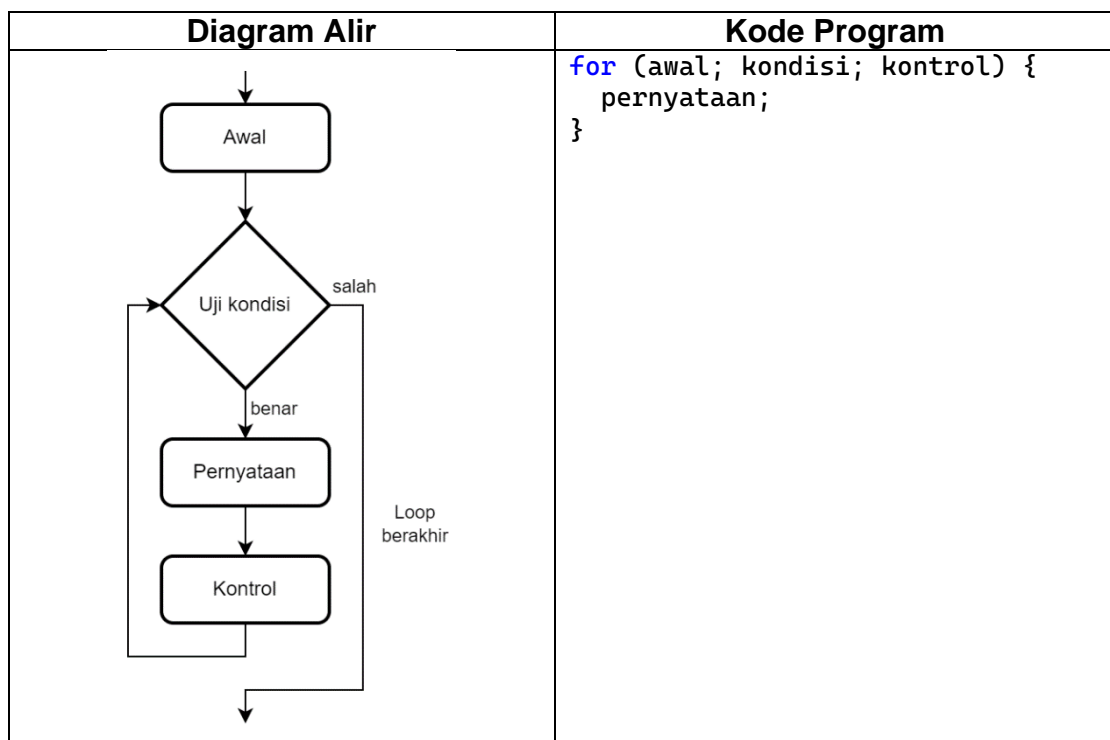 Diagram Alir
Kode Program
Awal
Uji kondisi
salah
benar
Pernyataan
Loop
berakhir
Kontrol
for (awal; kondisi; kontrol) {
pernyataan;
}